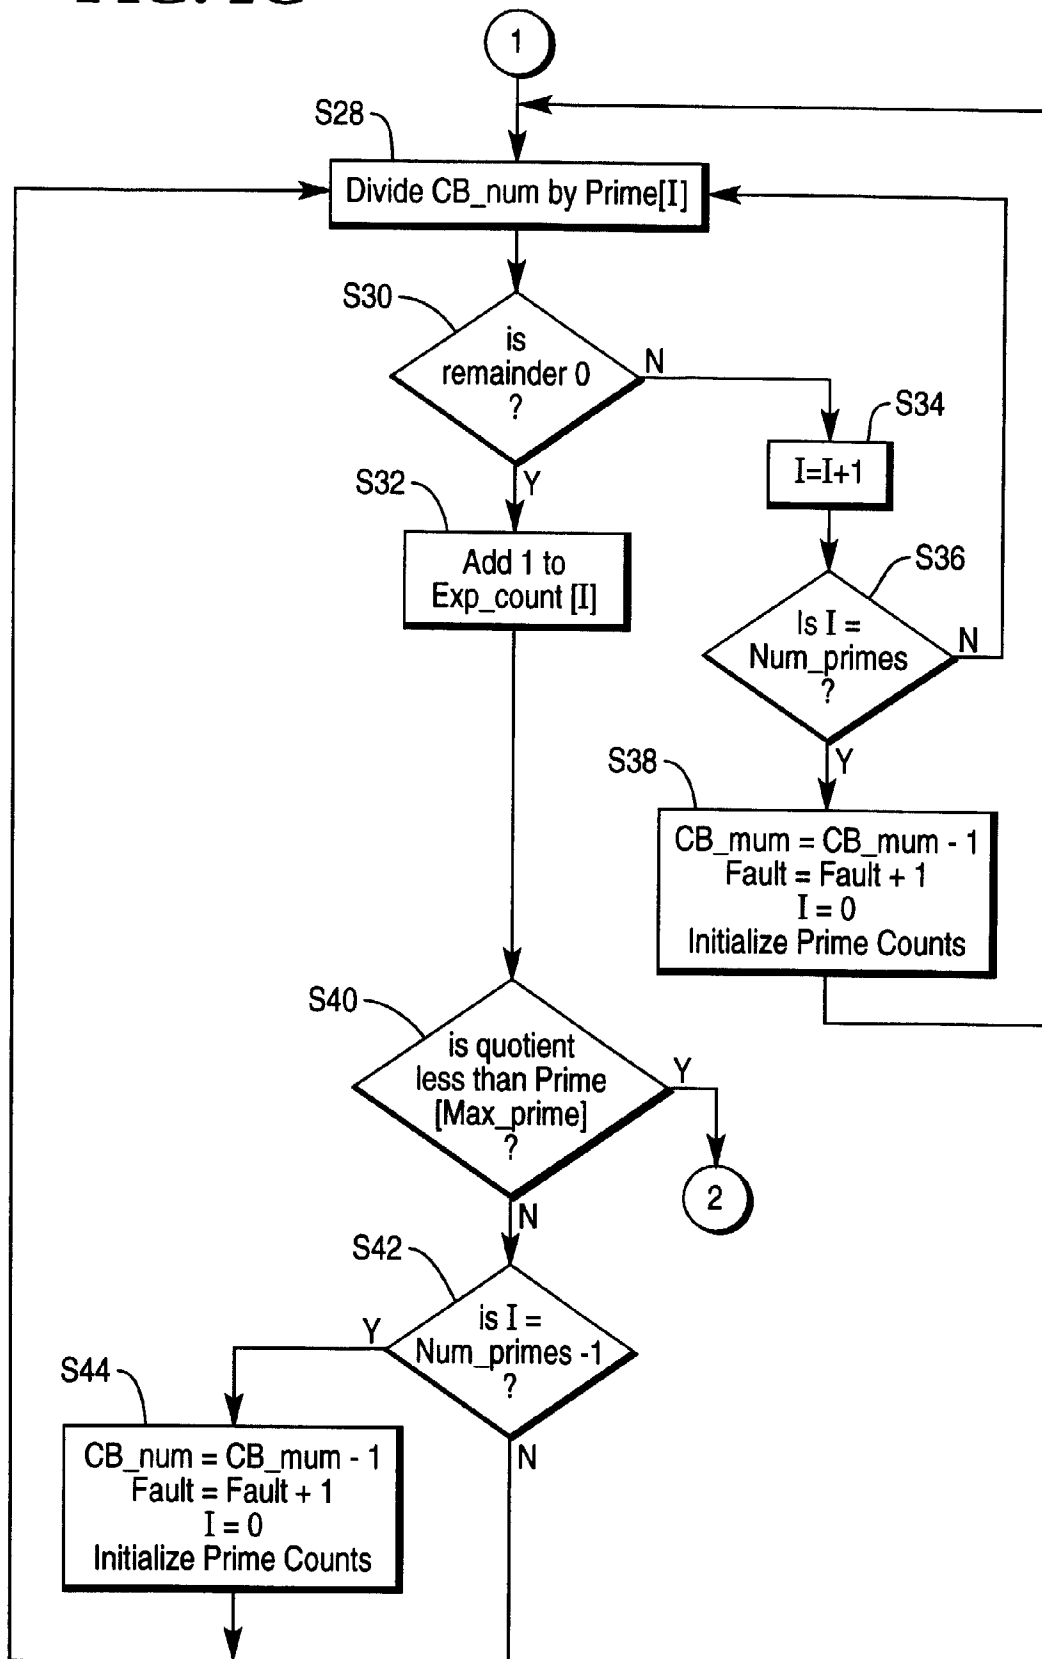 1
S28
Divide CB_num by Prime[I]
S30
is
remainder 0
?
N
Y
S34
I=I+1
S32
Add 1 to
Exp_count [I]
S36
Is I =
Num_primes
?
N
Y
S38
CB_mum = CB_mum - 1
Fault = Fault + 1
I = 0
Initialize Prime Counts
S40
is quotient
less than Prime
[Max_prime]
?
Y
N
2
S42
is I =
Num_primes -1
?
Y
N
S44
CB_num = CB_mum - 1
Fault = Fault + 1
I = 0
Initialize Prime Counts